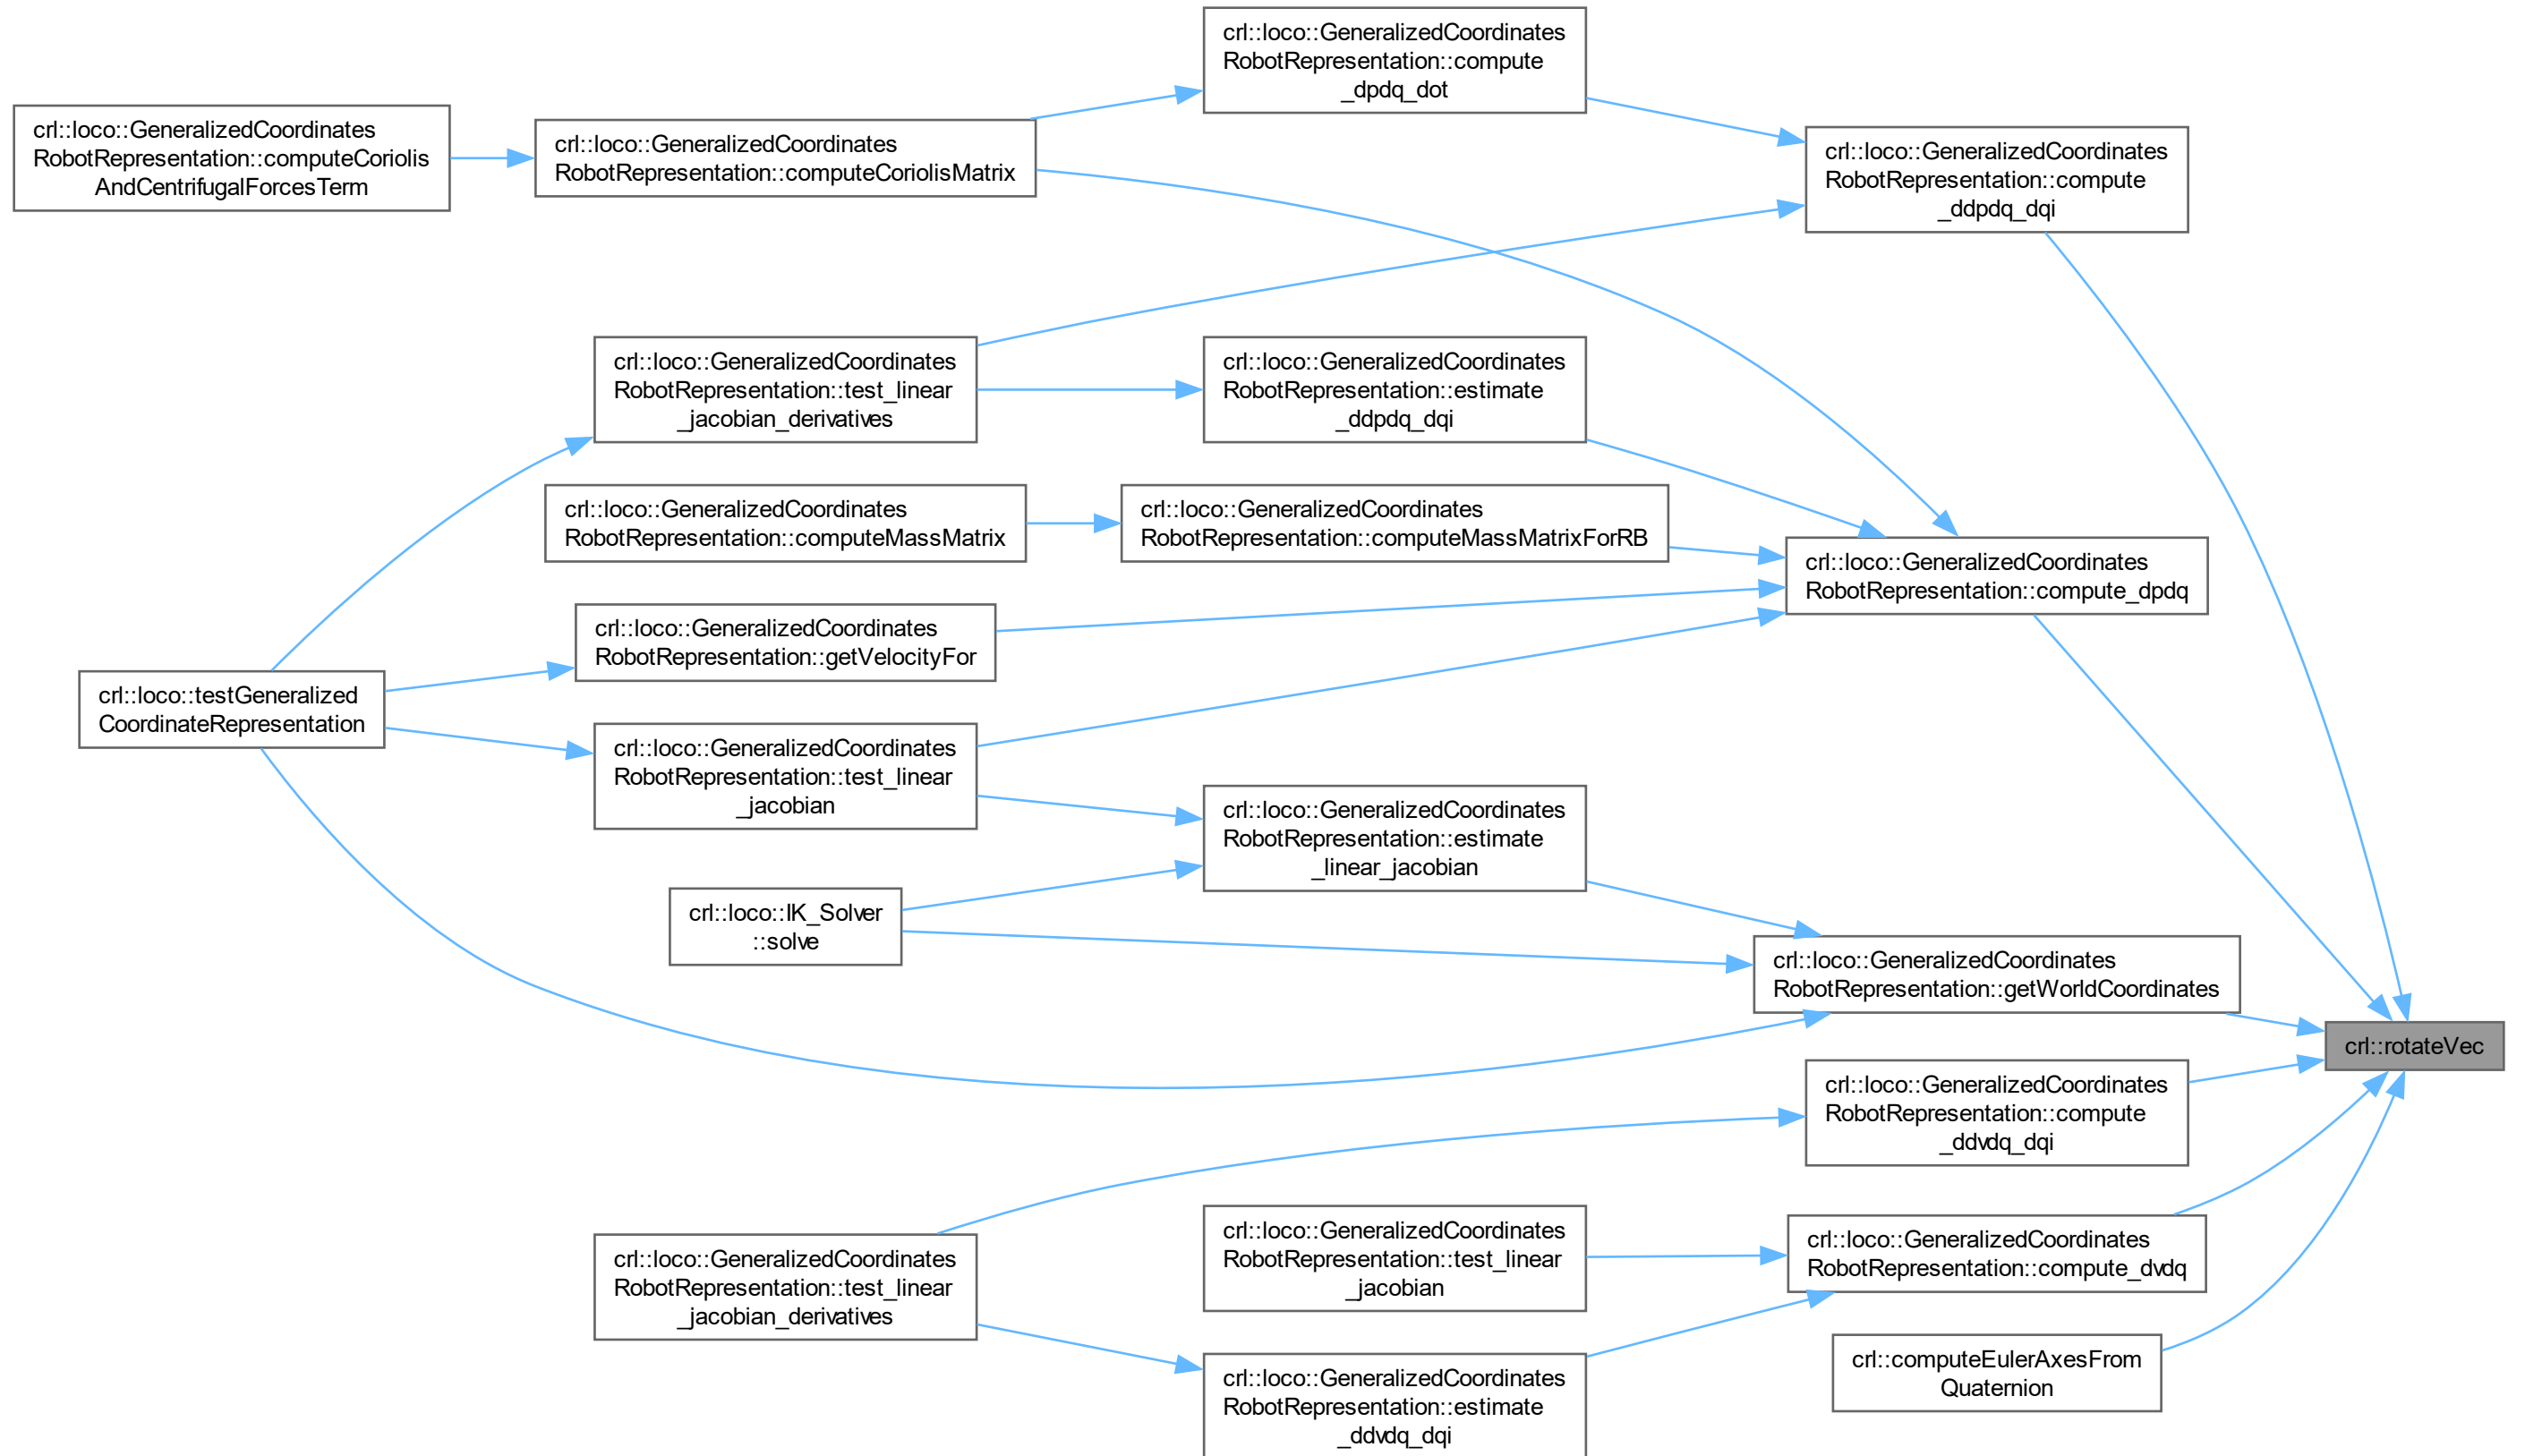 crl::loco::GeneralizedCoordinates
RobotRepresentation::compute
_dpdq_dot
crl::loco::GeneralizedCoordinates
RobotRepresentation::computeCoriolis
AndCentrifugalForcesTerm
crl::loco::GeneralizedCoordinates
RobotRepresentation::computeCoriolisMatrix
crl::loco::GeneralizedCoordinates
RobotRepresentation::compute
_ddpdq_dqi
crl::loco::GeneralizedCoordinates
RobotRepresentation::test_linear
_jacobian_derivatives
crl::loco::GeneralizedCoordinates
RobotRepresentation::estimate
_ddpdq_dqi
crl::loco::GeneralizedCoordinates
RobotRepresentation::computeMassMatrix
crl::loco::GeneralizedCoordinates
RobotRepresentation::computeMassMatrixForRB
crl::loco::GeneralizedCoordinates
RobotRepresentation::compute_dpdq
crl::loco::GeneralizedCoordinates
RobotRepresentation::getVelocityFor
crl::loco::testGeneralized
CoordinateRepresentation
crl::loco::GeneralizedCoordinates
RobotRepresentation::test_linear
_jacobian
crl::loco::GeneralizedCoordinates
RobotRepresentation::estimate
_linear_jacobian
crl::loco::IK_Solver
::solve
crl::loco::GeneralizedCoordinates
RobotRepresentation::getWorldCoordinates
crl::rotateVec
crl::loco::GeneralizedCoordinates
RobotRepresentation::compute
_ddvdq_dqi
crl::loco::GeneralizedCoordinates
RobotRepresentation::test_linear
_jacobian
crl::loco::GeneralizedCoordinates
RobotRepresentation::compute_dvdq
crl::loco::GeneralizedCoordinates
RobotRepresentation::test_linear
_jacobian_derivatives
crl::computeEulerAxesFrom
Quaternion
crl::loco::GeneralizedCoordinates
RobotRepresentation::estimate
_ddvdq_dqi